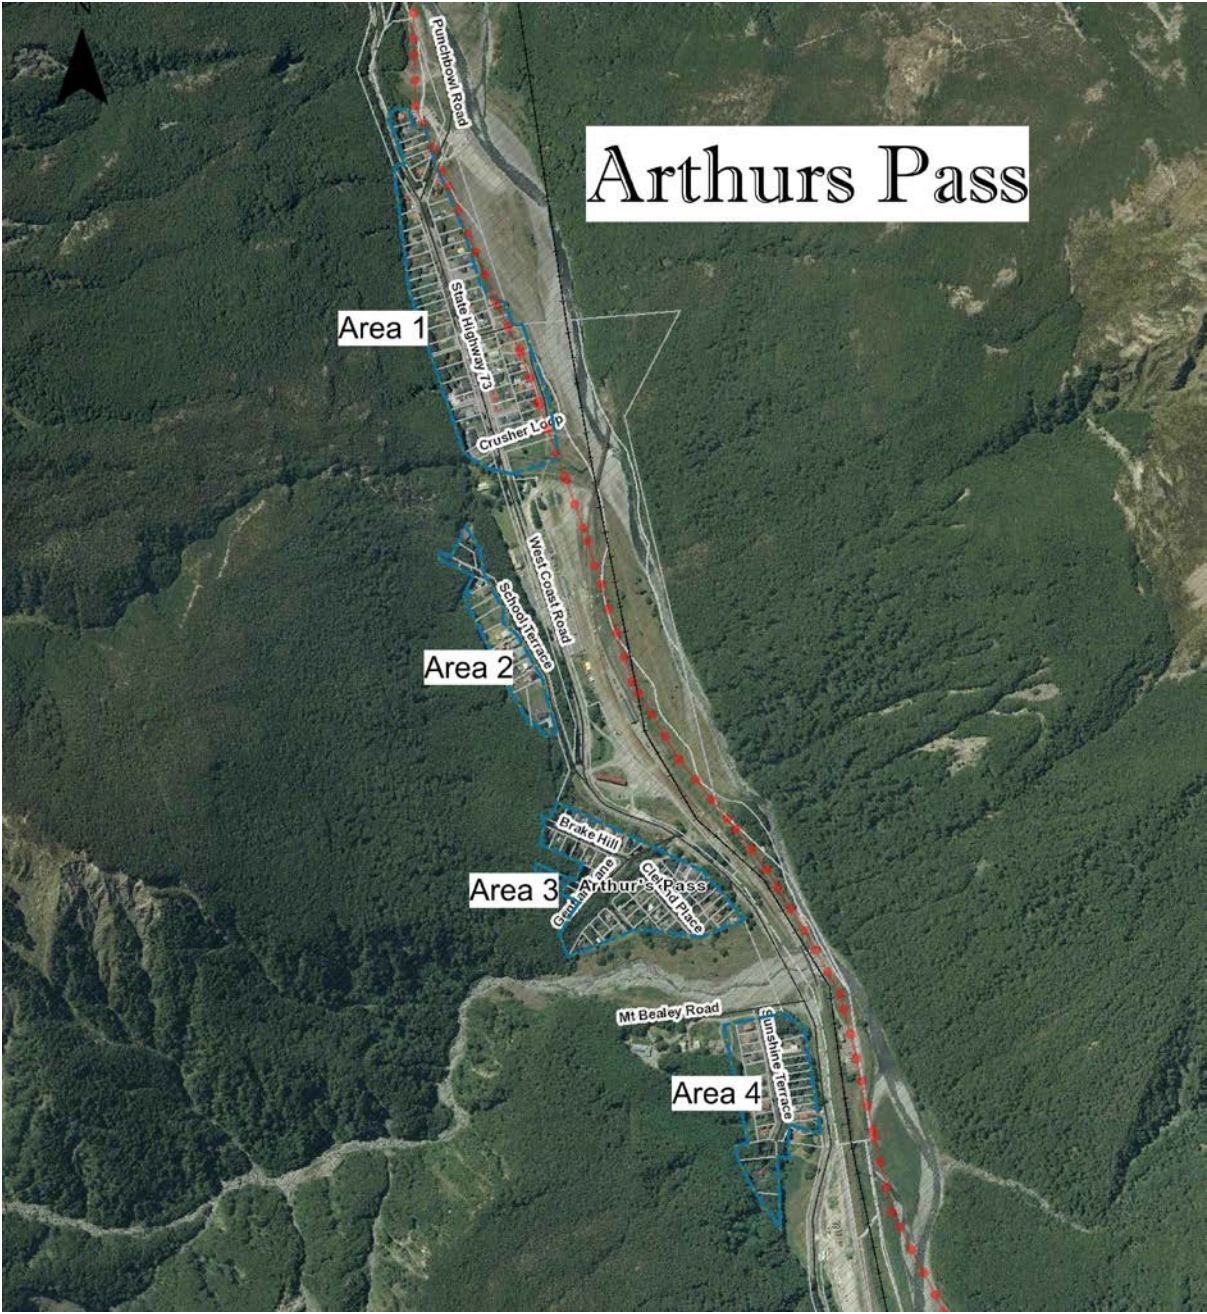 N
Punchbowl Road
Arthurs Pass
Area 1
State Highway 73
Crusher Loop
West Coast Road
School Terrace
Area 2
Brake Hill
Area 3
Arthur's Pass
Place
Mt Bealey Road
Sunshine Terrace
Area 4